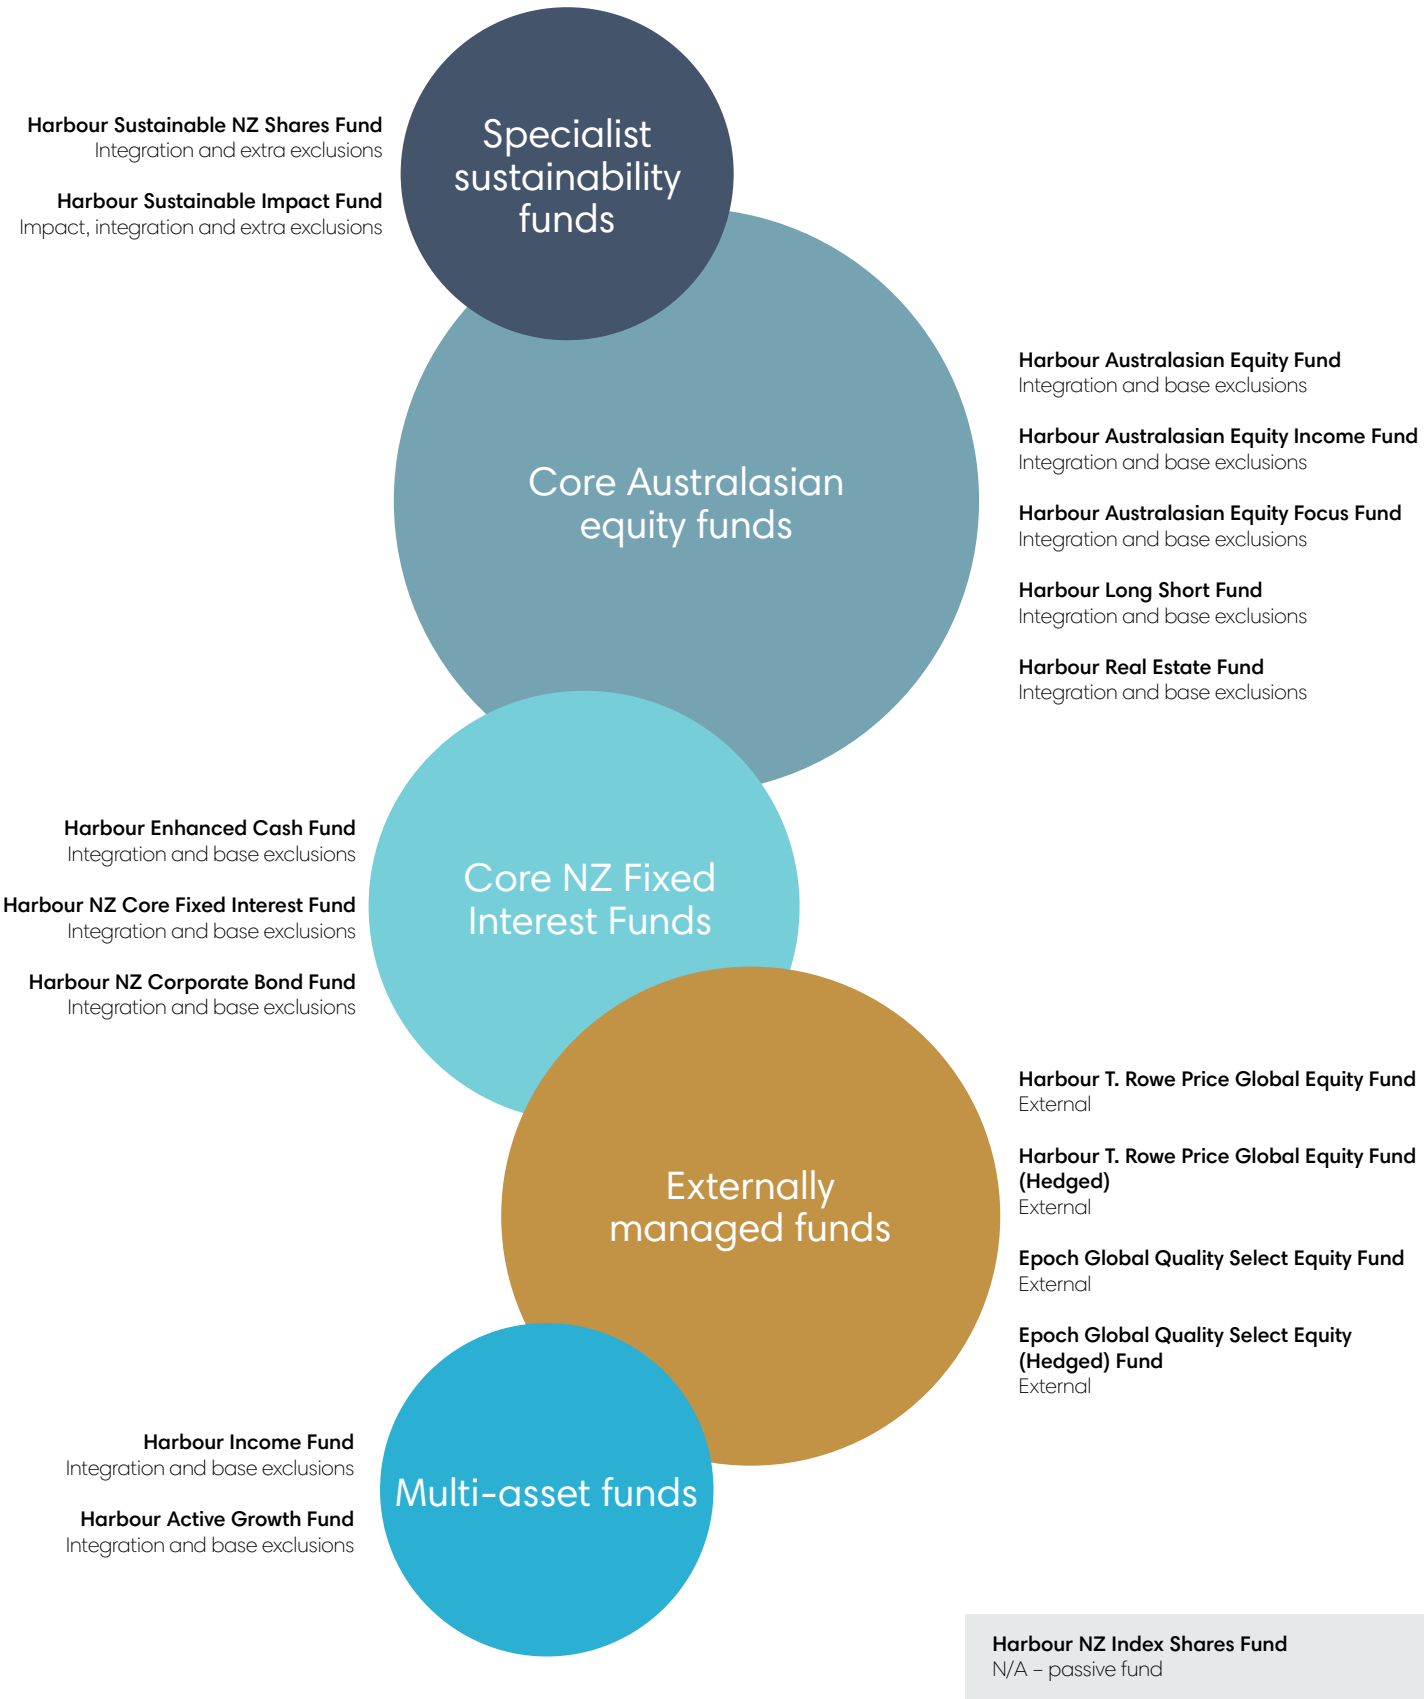 Specialist
sustainability
funds
Harbour Sustainable NZ Shares Fund
Integration and extra exclusions
Harbour Sustainable Impact Fund
Impact, integration and extra exclusions
Core Australasian
equity funds
Harbour Australasian Equity Fund
Integration and base exclusions
Harbour Australasian Equity Income Fund
Integration and base exclusions
Harbour Australasian Equity Focus Fund
Integration and base exclusions
Harbour Long Short Fund
Integration and base exclusions
Harbour Real Estate Fund
Integration and base exclusions
Core NZ Fixed
Interest Funds
Harbour Enhanced Cash Fund
Integration and base exclusions
Harbour NZ Core Fixed Interest Fund
Integration and base exclusions
Harbour NZ Corporate Bond Fund
Integration and base exclusions
Externally
managed funds
Harbour T. Rowe Price Global Equity Fund
External
Harbour T. Rowe Price Global Equity Fund
(Hedged)
External
Epoch Global Quality Select Equity Fund
External
Epoch Global Quality Select Equity
(Hedged) Fund
External
Multi-asset funds
Harbour Income Fund
Integration and base exclusions
Harbour Active Growth Fund
Integration and base exclusions
Harbour NZ Index Shares Fund
N/A – passive fund